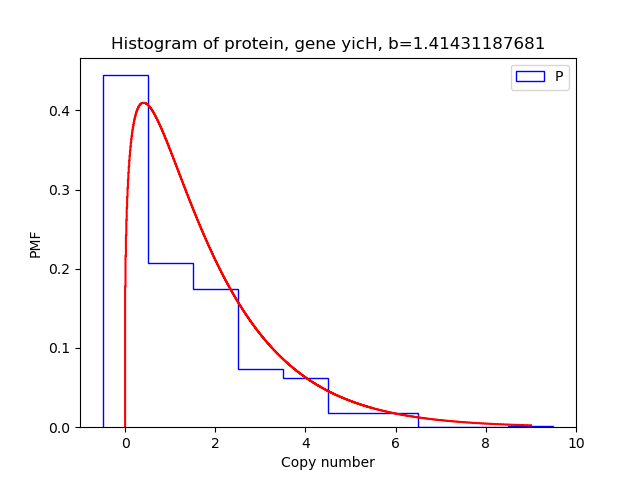 Histogram of protein, gene yicH, b=1.41431187681
P
PMF
0.4
0.3
0.2
0.1
0.0
0 2 4 6 8 10
Copy number